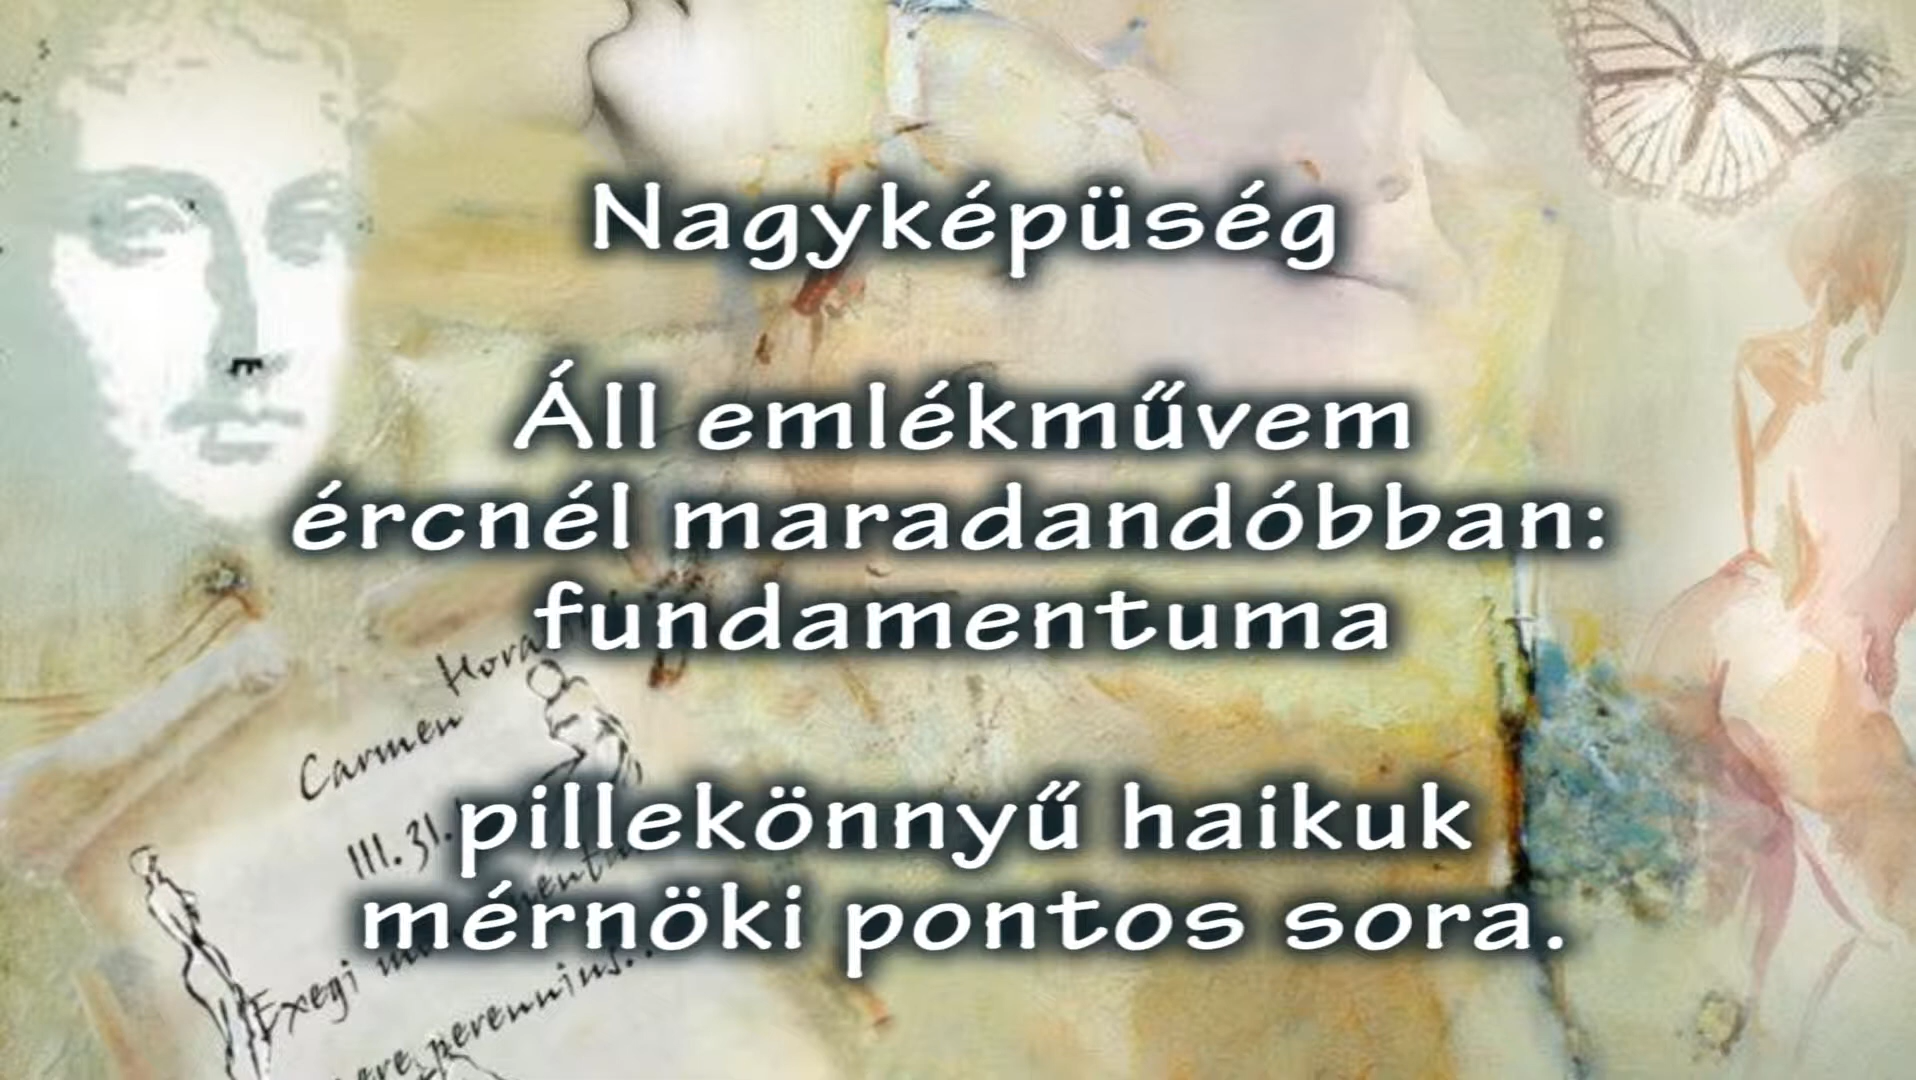 Nagyképüség
Áll emlékművem
ércnél maradandóbban:
fundamentuma
pillekönnyű haikuk
mérnöki pontos sora.
Carmen
III.31.
Exegi
perennius..